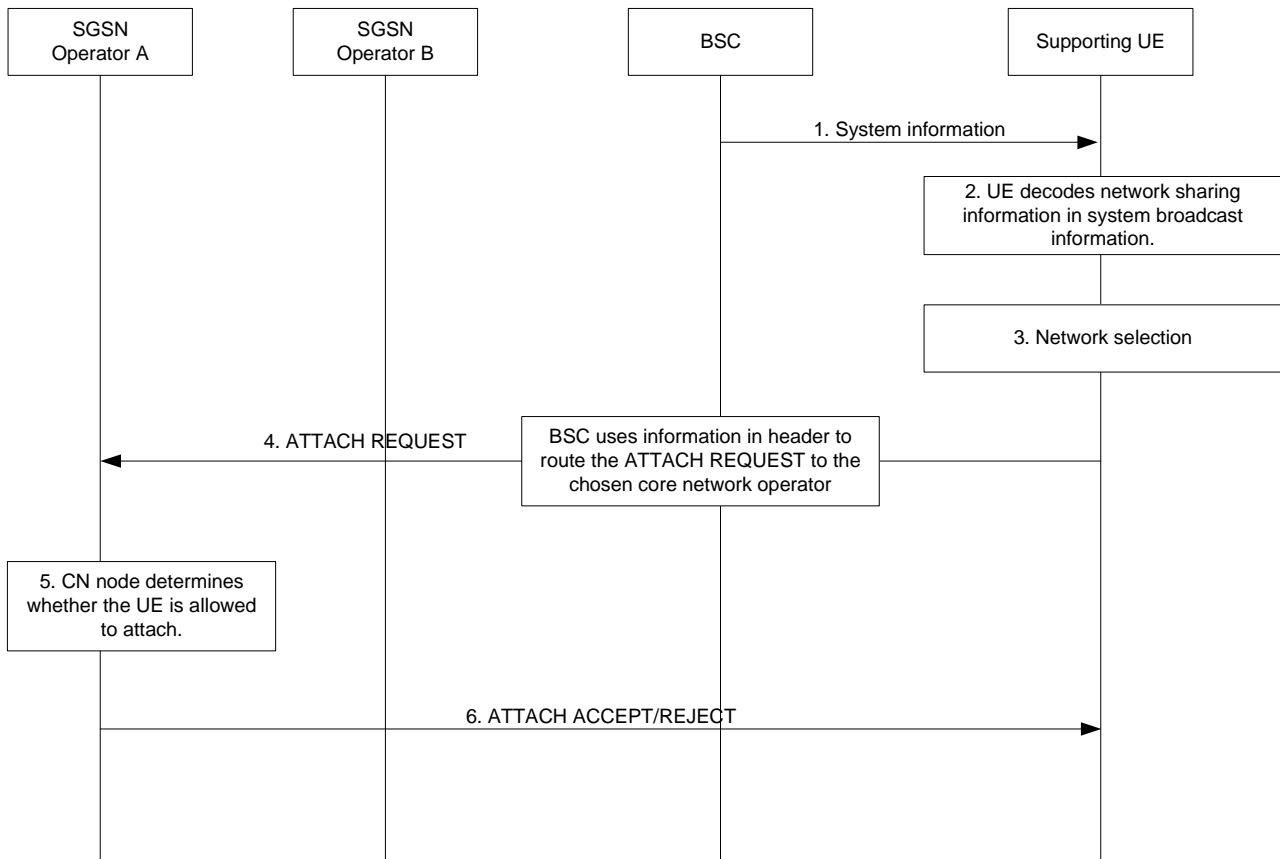 SGSN
Operator A
SGSN
Operator B
BSC
Supporting UE
1. System information
2. UE decodes network sharing
information in system broadcast
information.
3. Network selection
4. ATTACH REQUEST
BSC uses information in header to
route the ATTACH REQUEST to the
chosen core network operator
5. CN node determines
whether the UE is allowed
to attach.
6. ATTACH ACCEPT/REJECT